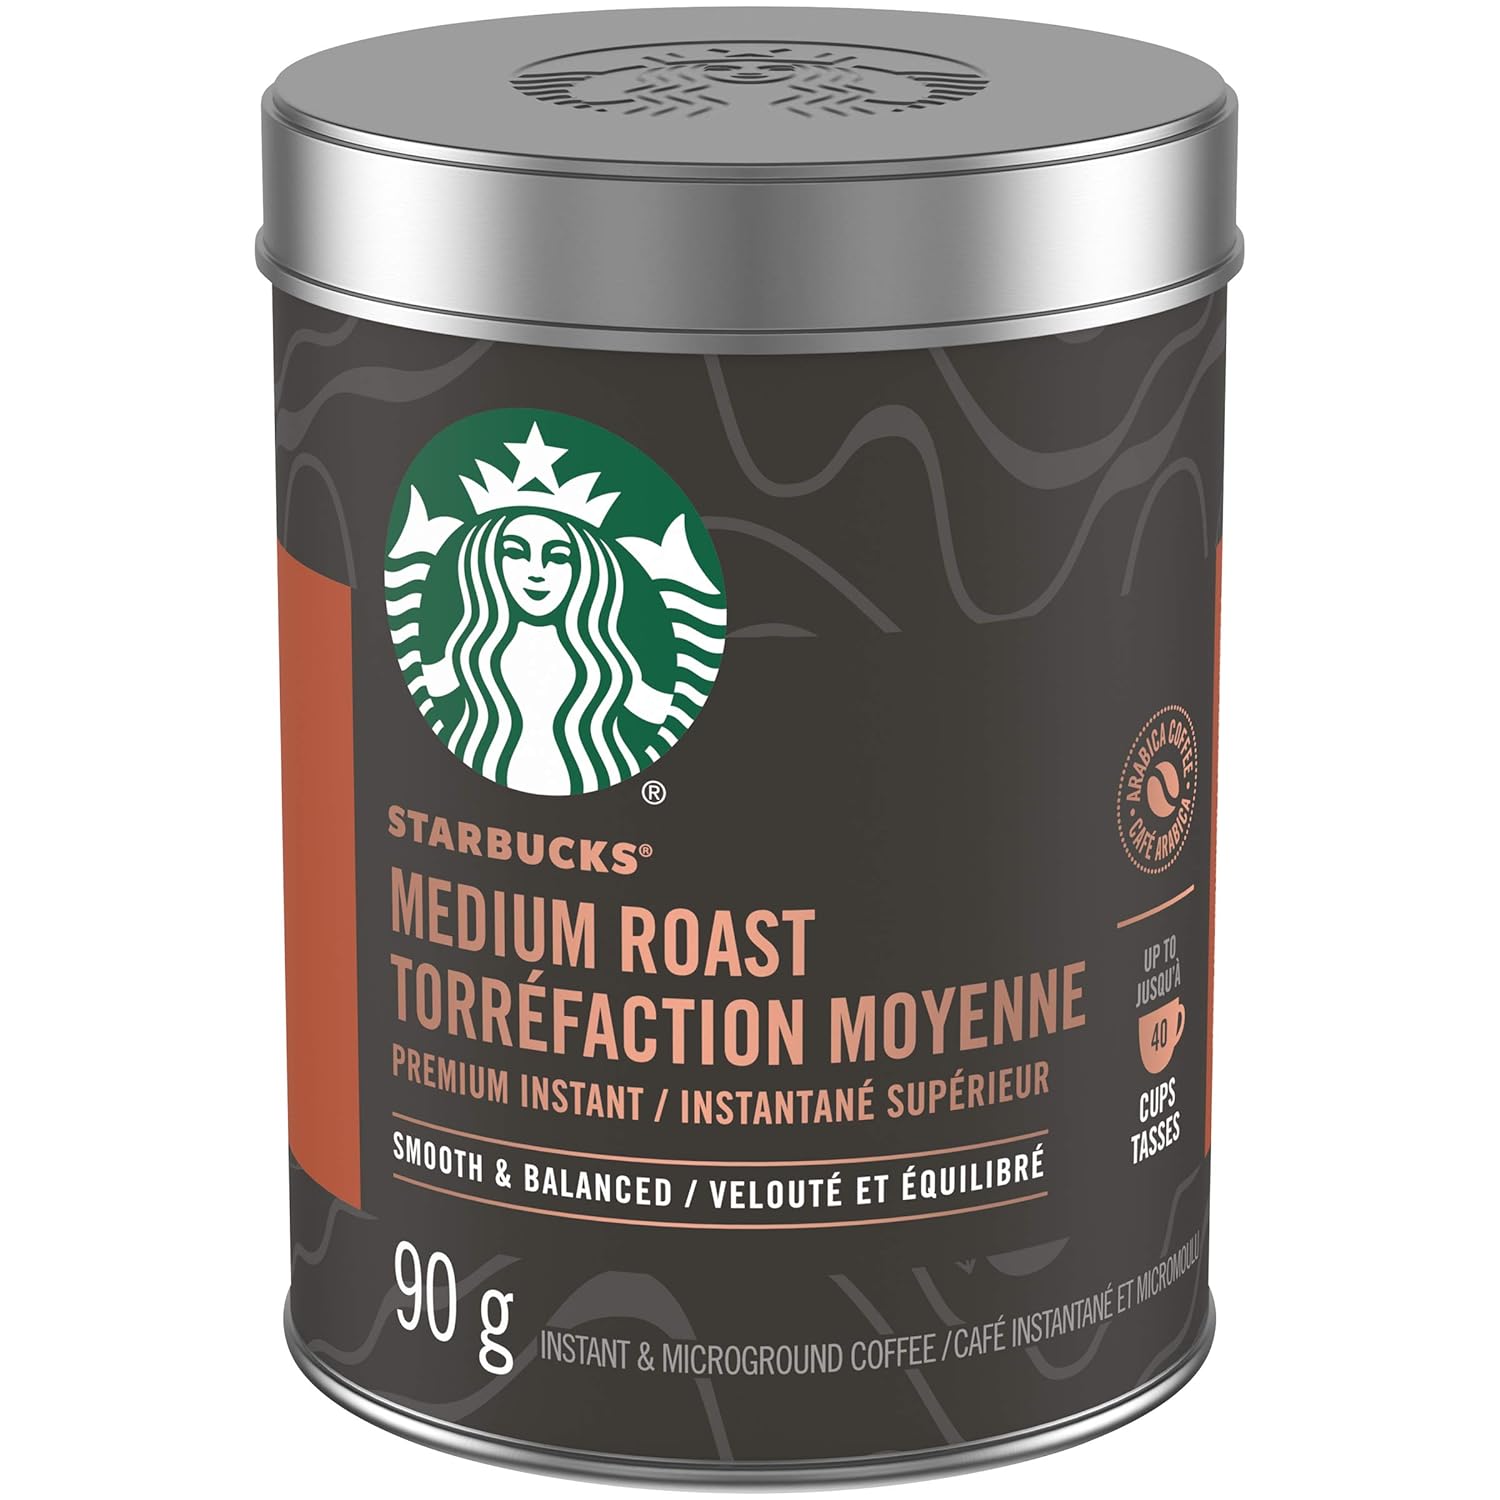 STARBUCKS®
MEDIUM ROAST
TORRÉFACTION MOYENNE
PREMIUM INSTANT / INSTANTANÉ SUPÉRIEUR
SMOOTH & BALANCED / VELOUTÉ ET ÉQUILIBRÉ
90 g
INSTANT & MICROGROUND COFFEE / CAFÉ INSTANTANÉ ET MICROMOULU
®
ARABICA COFFEE
CAFÉ ARABICA
UP TO
JUSQU'À
40
CUPS
TASSES